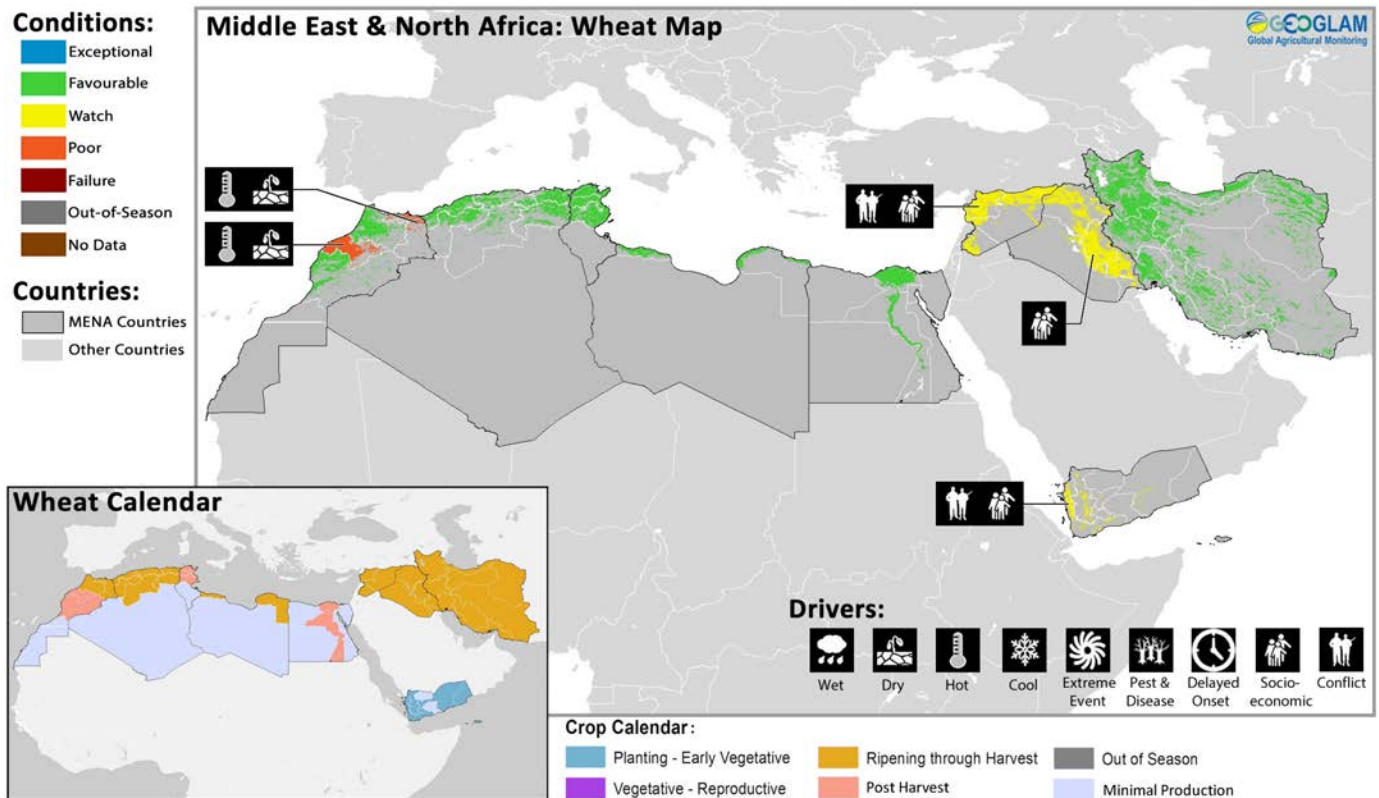 Conditions:
Exceptional
Favourable
Watch
Poor
Failure
Out-of-Season
No Data
Countries:
MENA Countries
Other Countries
Middle East & North Africa: Wheat Map
GEOGLAM
Global Agricultural Monitoring
Wheat Calendar
Drivers:
Wet
Dry
Hot
Cool
Extreme
Event
Pest &
Disease
Delayed
Onset
Socio-
economic
Conflict
Crop Calendar:
Planting - Early Vegetative
Vegetative - Reproductive
Ripening through Harvest
Post Harvest
Out of Season
Minimal Production